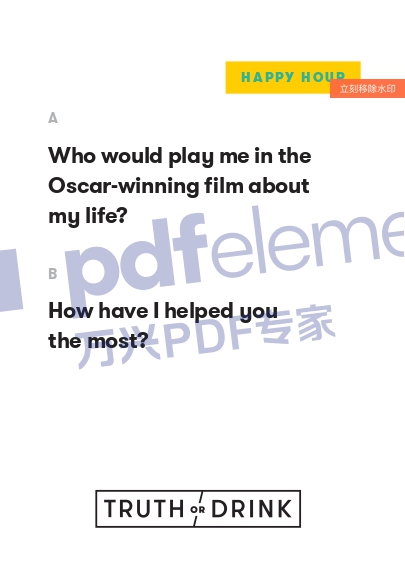 HAPPY HOUR
立刻移除水印
A
Who would play me in the
Oscar-winning film about
my life?
pdfeleme
B
How have I helped you
the most?
万兴PDF专家
TRUTH OR DRINK